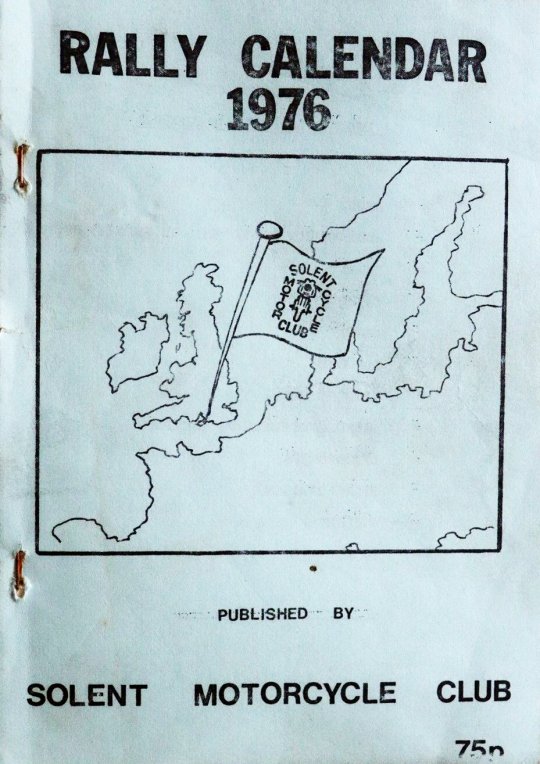 RALLY CALENDAR
1976
SOLENT
MOTOR
CYCLE
CLUB
PUBLISHED BY
SOLENT MOTORCYCLE CLUB
75p